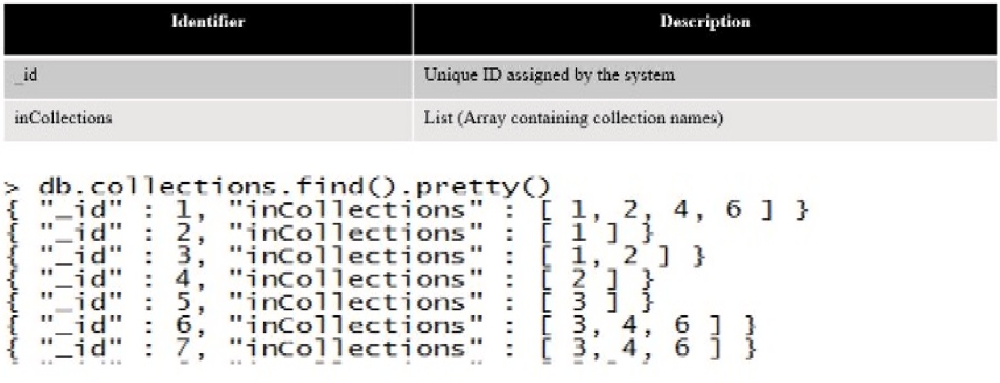 Identifier Description
_id Unique ID assigned by the system
inCollections List (Array containing collection names)
> db.collections.find().pretty()
{ "_id" : 1, "inCollections" : [ 1, 2, 4, 6 ] }
{ "_id" : 2, "inCollections" : [ 1 ] }
{ "_id" : 3, "inCollections" : [ 1, 2 ] }
{ "_id" : 4, "inCollections" : [ 2 ] }
{ "_id" : 5, "inCollections" : [ 3 ] }
{ "_id" : 6, "inCollections" : [ 3, 4, 6 ] }
{ "_id" : 7, "inCollections" : [ 3, 4, 6 ] }